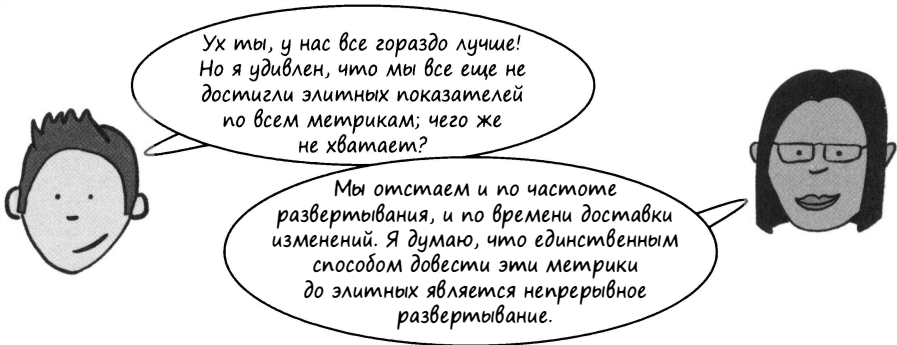 Ух ты, у нас все гораздо лучше!
Но я удивлен, что мы все еще не
достигли элитных показателей
по всем метрикам; чего же
не хватает?
Мы отстаем и по частоте
развертывания, и по времени доставки
изменений. Я думаю, что единственным
способом довести эти метрики
до элитных является непрерывное
развертывание.